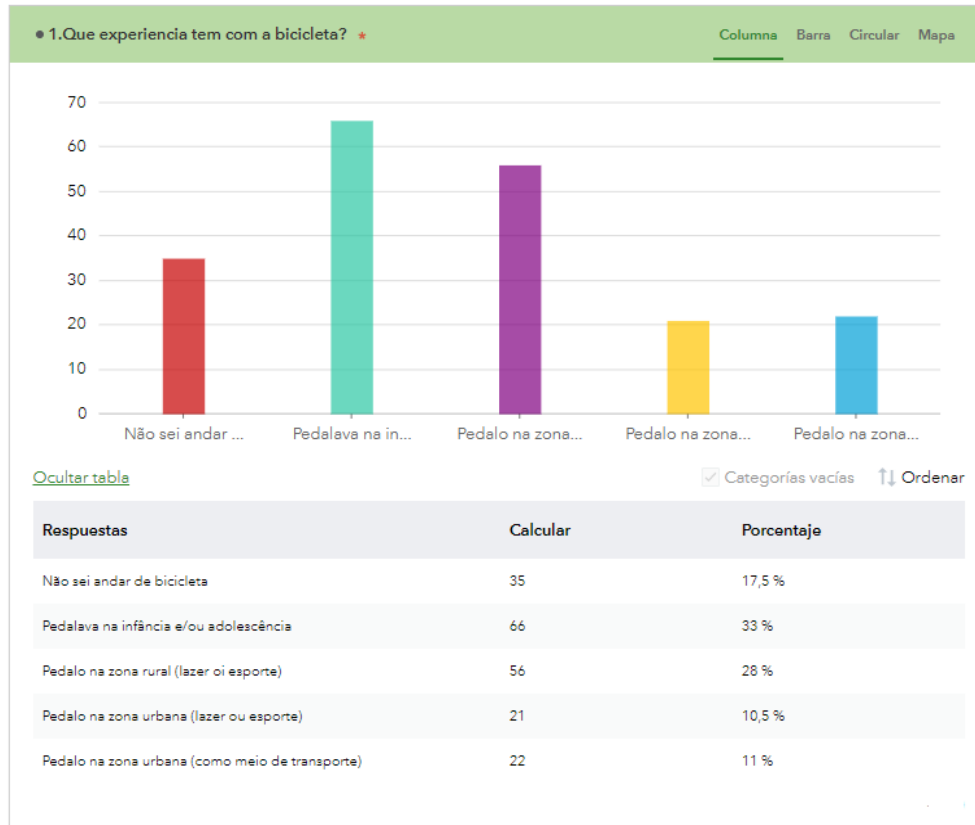 1.Que experiencia tem com a bicicleta? * Columna Barra Circular Mapa
70
60
50
40
30
20
10
0
Não sei andar ... Pedalava na in... Pedalo na zona... Pedalo na zona... Pedalo na zona...
Ocultar tabla Categorías vacías Ordenar
Respuestas Calcular Porcentaje
Não sei andar de bicicleta 35 17,5 %
Pedalava na infância e/ou adolescência 66 33 %
Pedalo na zona rural (lazer oi esporte) 56 28 %
Pedalo na zona urbana (lazer ou esporte) 21 10,5 %
Pedalo na zona urbana (como meio de transporte) 22 11 %